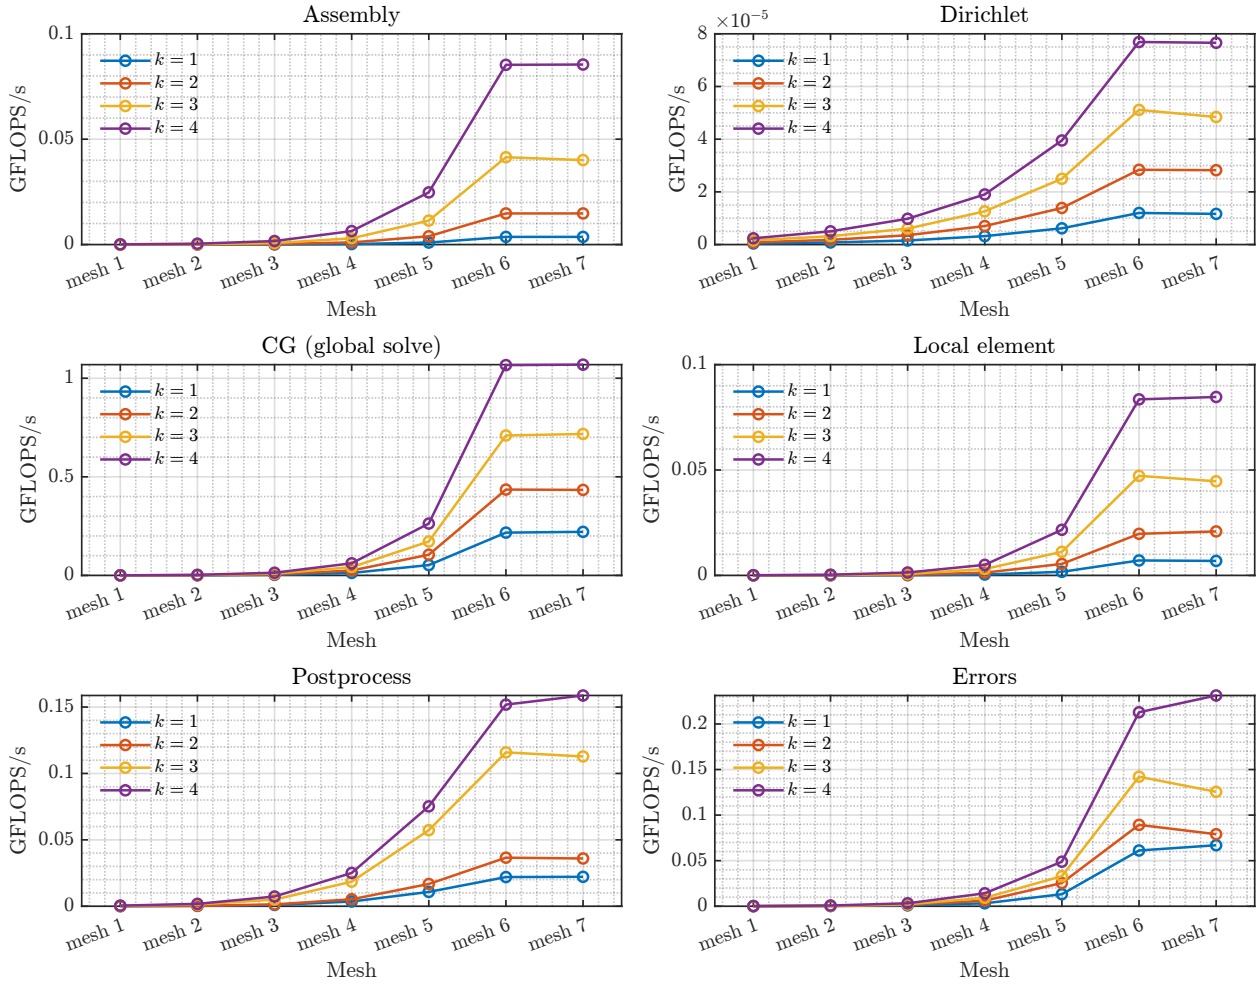 Assembly
0.1
0.05
0
GFLOPS/s
k = 1
k = 2
k = 3
k = 4
mesh 1
mesh 2
mesh 3
mesh 4
mesh 5
mesh 6
mesh 7
Mesh
Dirichlet
×10⁻⁵
8
6
4
2
0
GFLOPS/s
k = 1
k = 2
k = 3
k = 4
mesh 1
mesh 2
mesh 3
mesh 4
mesh 5
mesh 6
mesh 7
Mesh
CG (global solve)
1
0.5
0
GFLOPS/s
k = 1
k = 2
k = 3
k = 4
mesh 1
mesh 2
mesh 3
mesh 4
mesh 5
mesh 6
mesh 7
Mesh
Local element
0.1
0.05
0
GFLOPS/s
k = 1
k = 2
k = 3
k = 4
mesh 1
mesh 2
mesh 3
mesh 4
mesh 5
mesh 6
mesh 7
Mesh
Postprocess
0.15
0.1
0.05
0
GFLOPS/s
k = 1
k = 2
k = 3
k = 4
mesh 1
mesh 2
mesh 3
mesh 4
mesh 5
mesh 6
mesh 7
Mesh
Errors
0.2
0.15
0.1
0.05
0
GFLOPS/s
k = 1
k = 2
k = 3
k = 4
mesh 1
mesh 2
mesh 3
mesh 4
mesh 5
mesh 6
mesh 7
Mesh